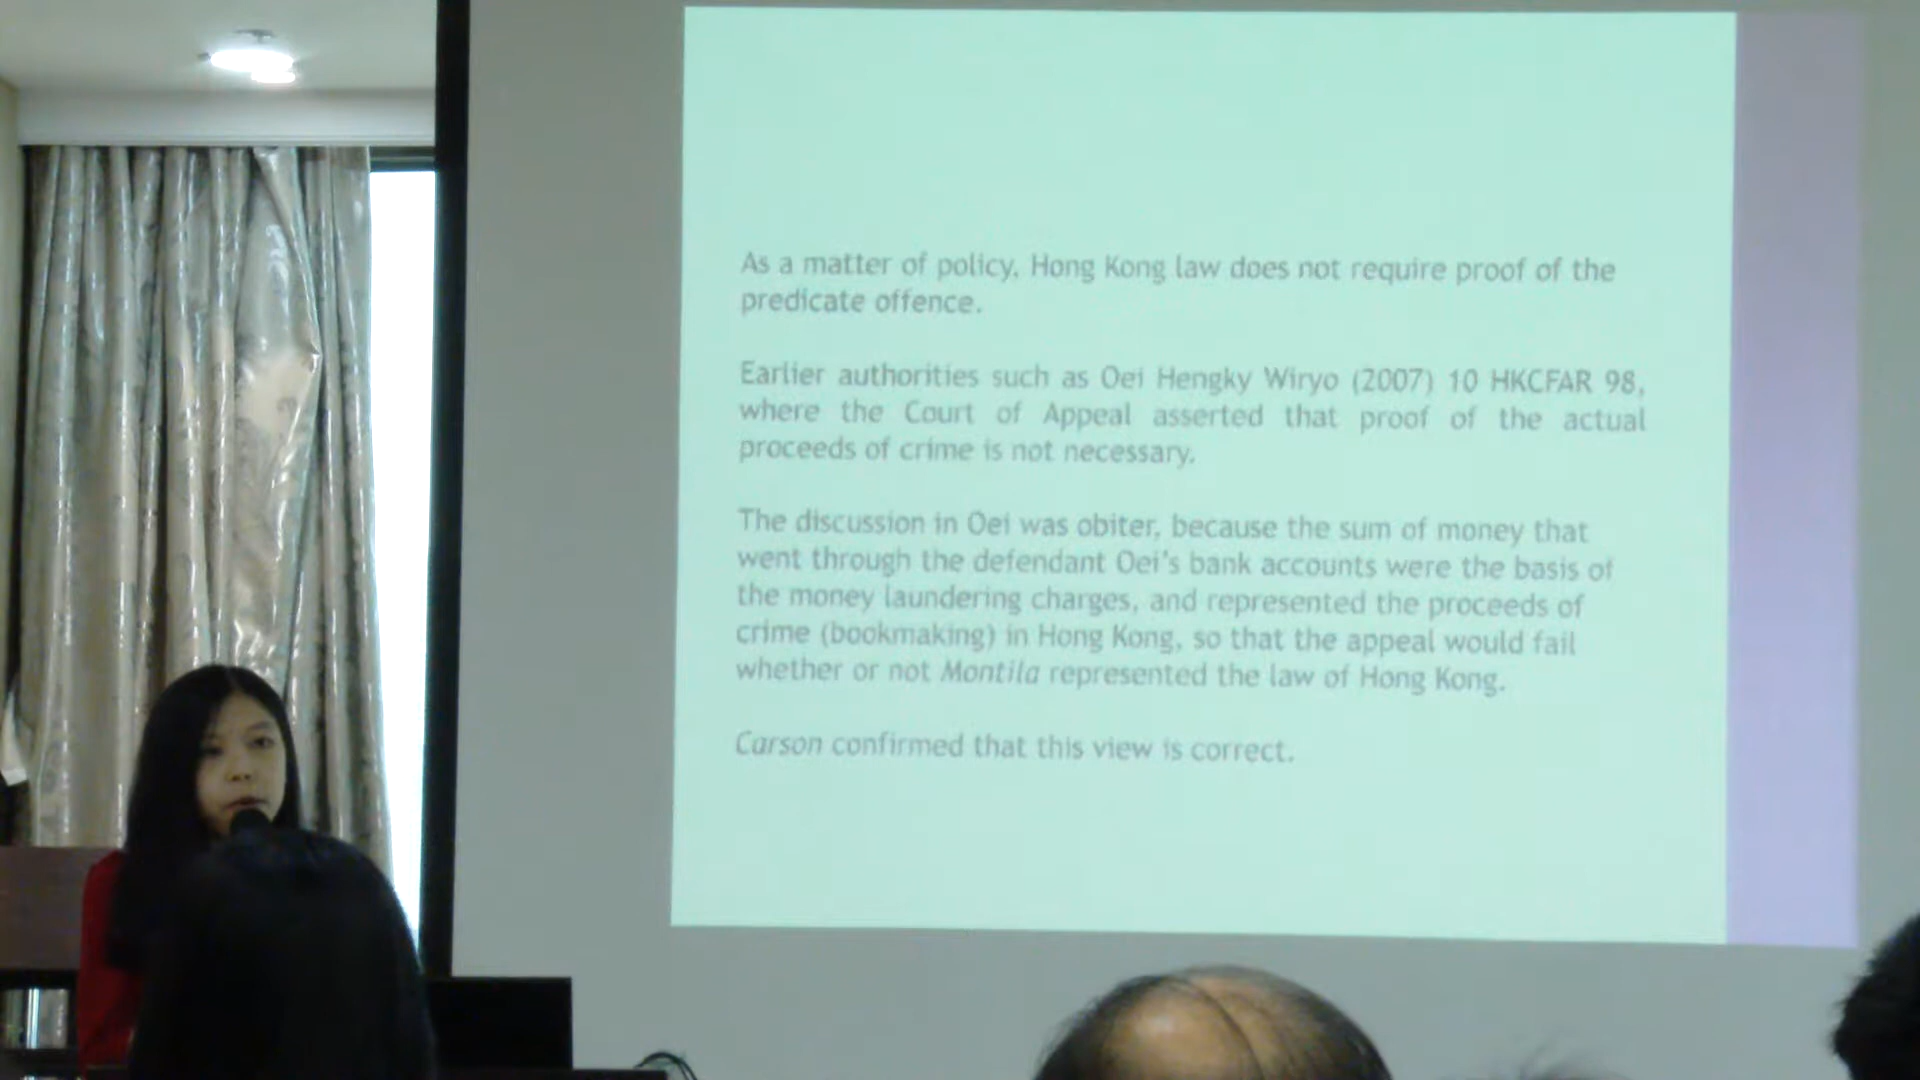 As a matter of policy, Hong Kong law does not require proof of the
predicate offence.
Earlier authorities such as Oei Hengky Wiryo (2007) 10 HKCFAR 98,
where the Court of Appeal asserted that proof of the actual
proceeds of crime is not necessary.
The discussion in Oei was obiter, because the sum of money that
went through the defendant Oei's bank accounts were the basis of
the money laundering charges, and represented the proceeds of
crime (bookmaking) in Hong Kong, so that the appeal would fail
whether or not Montila represented the law of Hong Kong.
Carson confirmed that this view is correct.